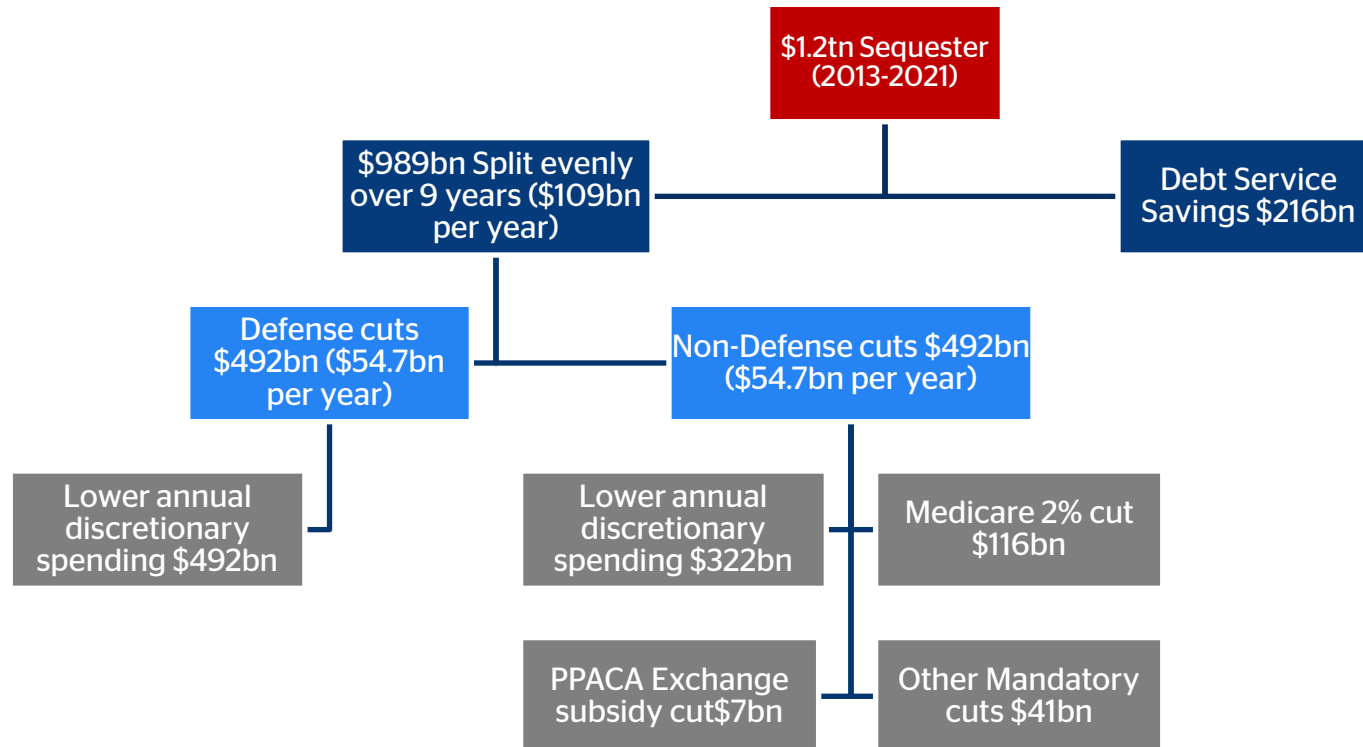 $1.2tn Sequester
(2013-2021)
$989bn Split evenly
over 9 years ($109bn
per year)
Debt Service
Savings $216bn
Defense cuts
$492bn ($54.7bn
per year)
Non-Defense cuts $492bn
($54.7bn per year)
Lower annual
discretionary
spending $492bn
Lower annual
discretionary
spending $322bn
Medicare 2% cut
$116bn
PPACA Exchange
subsidy cut$7bn
Other Mandatory
cuts $41bn